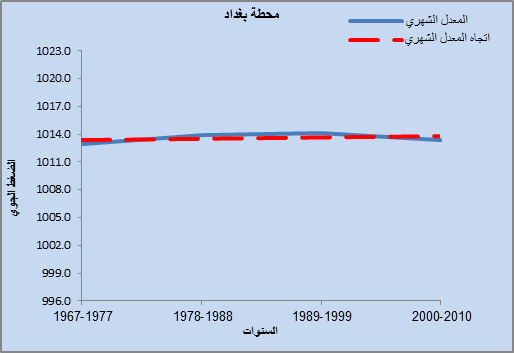 محطة بغداد
المعدل الشهري
اتجاه المعدل الشهري
1023.0
1020.0
1017.0
1014.0
1011.0
1008.0
1005.0
1002.0
999.0
996.0
الضغط الجوي
1967-1977
1978-1988
1989-1999
2000-2010
السنوات